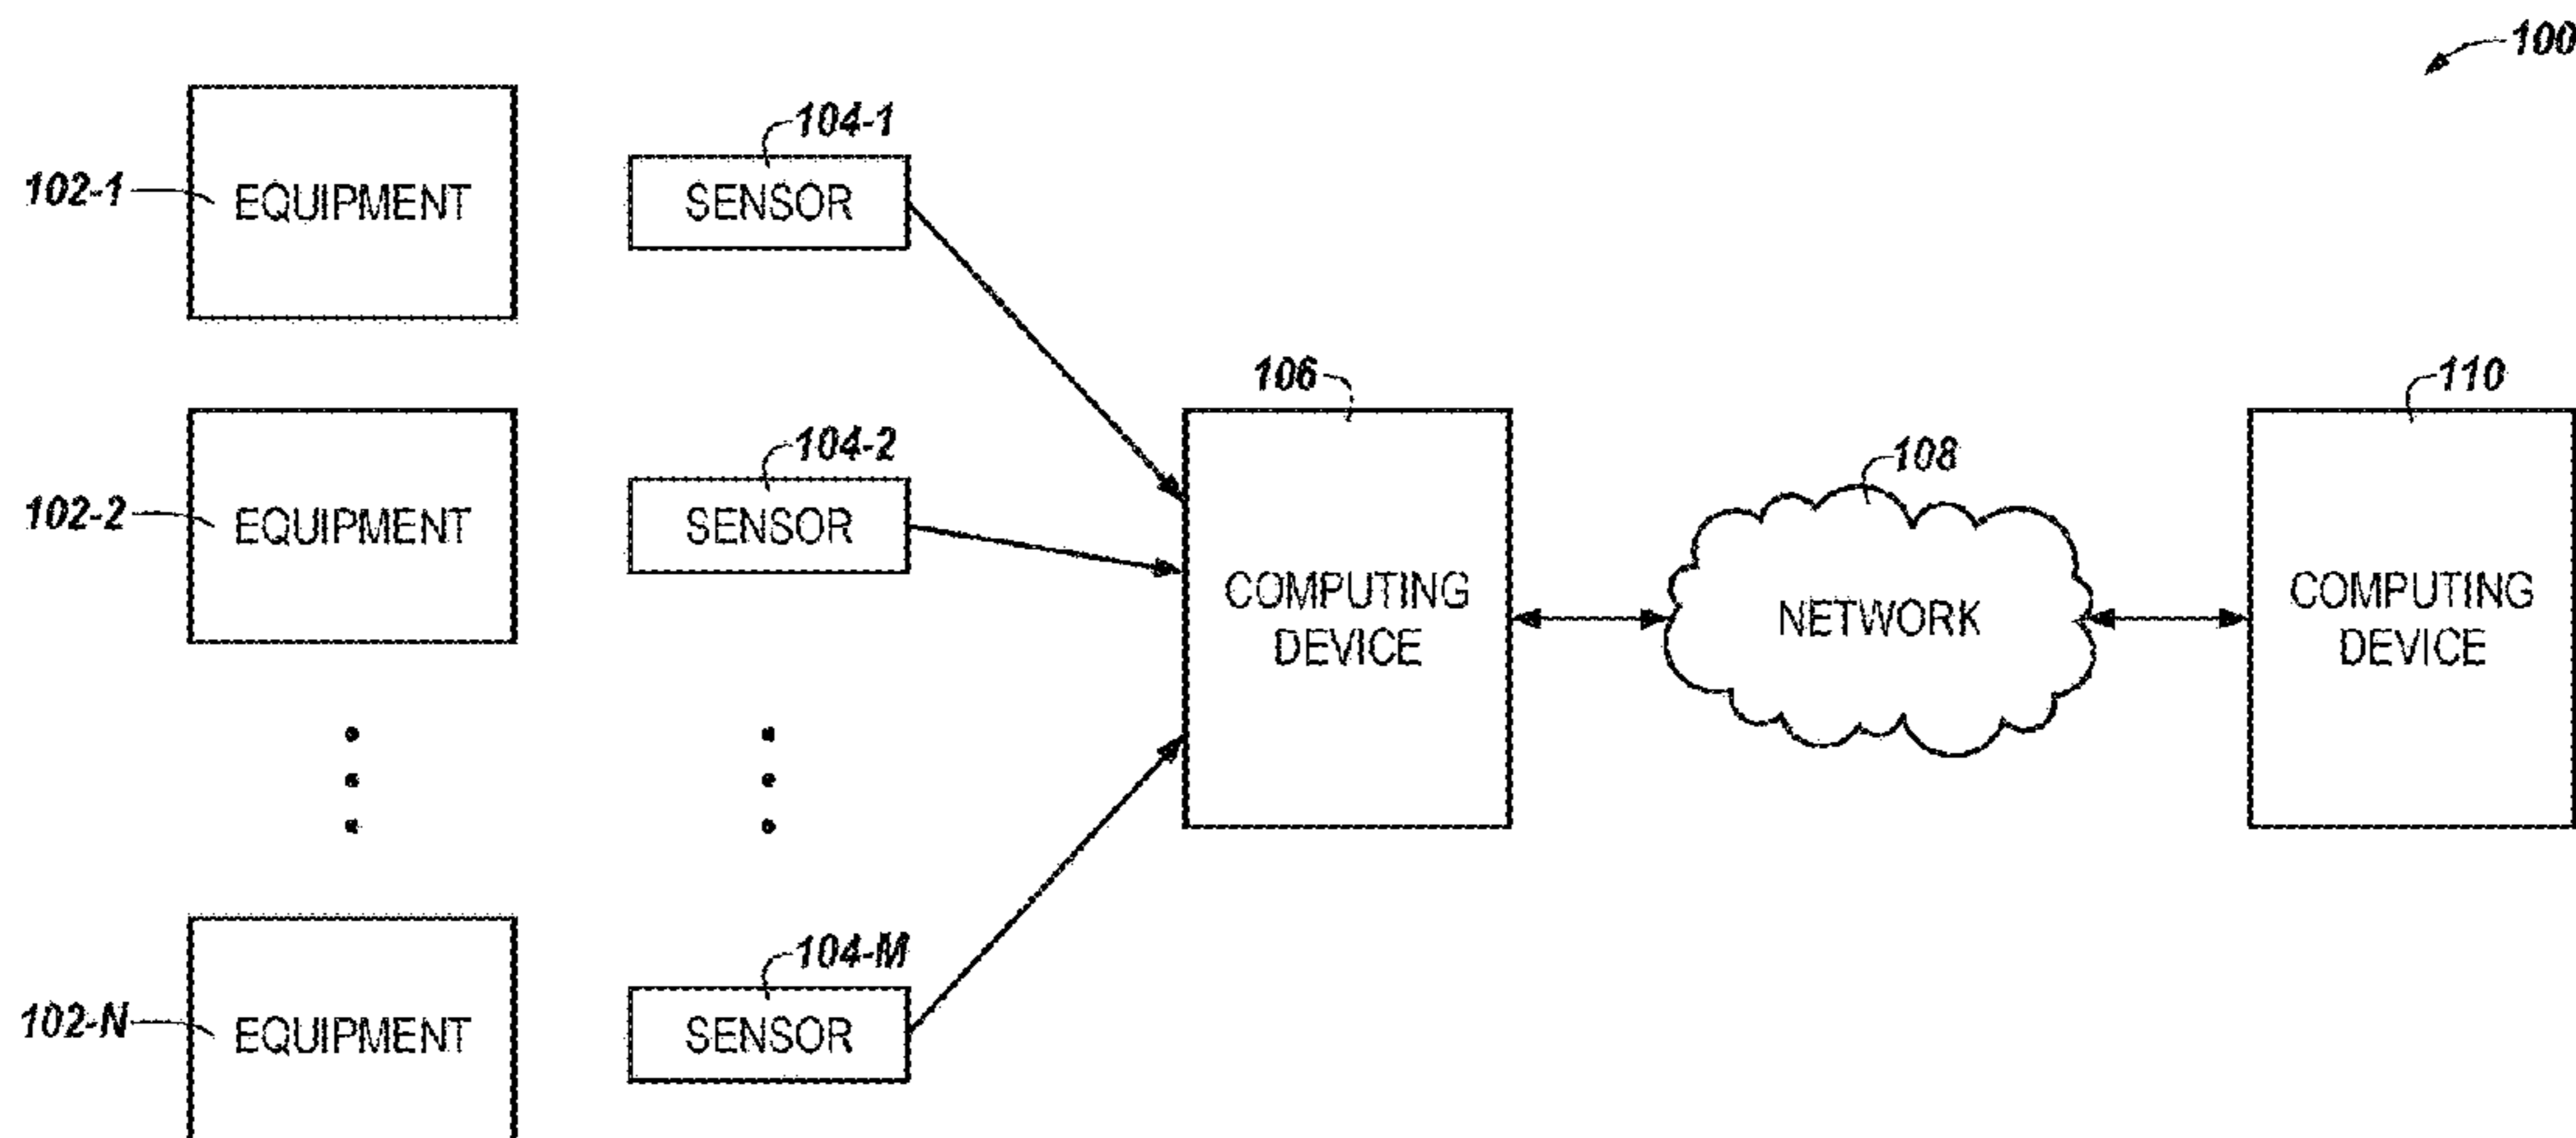 100
104-1
102-1
EQUIPMENT
SENSOR
106
110
104-2
108
102-2
EQUIPMENT
SENSOR
COMPUTING
DEVICE
NETWORK
COMPUTING
DEVICE
104-M
102-N
EQUIPMENT
SENSOR